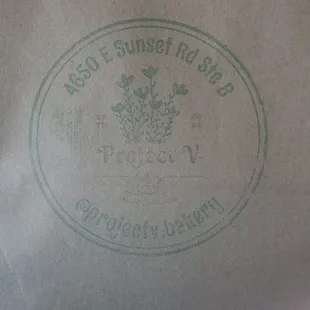 4650 E Sunset Rd Ste B
Project V
@projectv.bakery